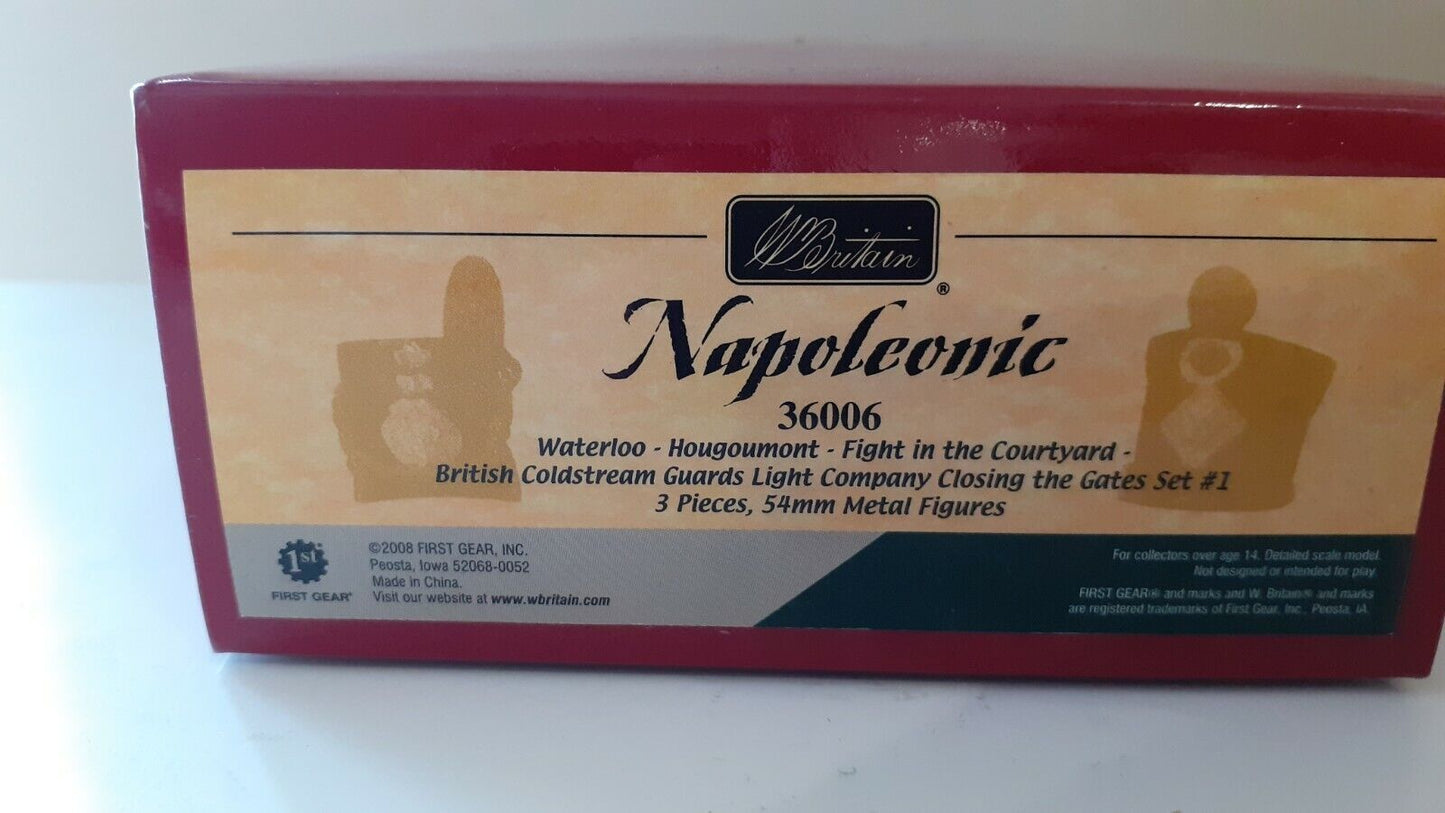 W Britain®
Napoleonic
36006
Waterloo - Hougoumont - Fight in the Courtyard -
British Coldstream Guards Light Company Closing the Gates Set #1
3 Pieces, 54mm Metal Figures
1st
FIRST GEAR®
©2008 FIRST GEAR, INC.
Peosta, Iowa 52068-0052
Made in China.
Visit our website at www.wbritain.com
For collectors over age 14. Detailed scale model.
Not designed or intended for play.
FIRST GEAR® and marks and W. Britain® and marks
are registered trademarks of First Gear, Inc., Peosta, IA.